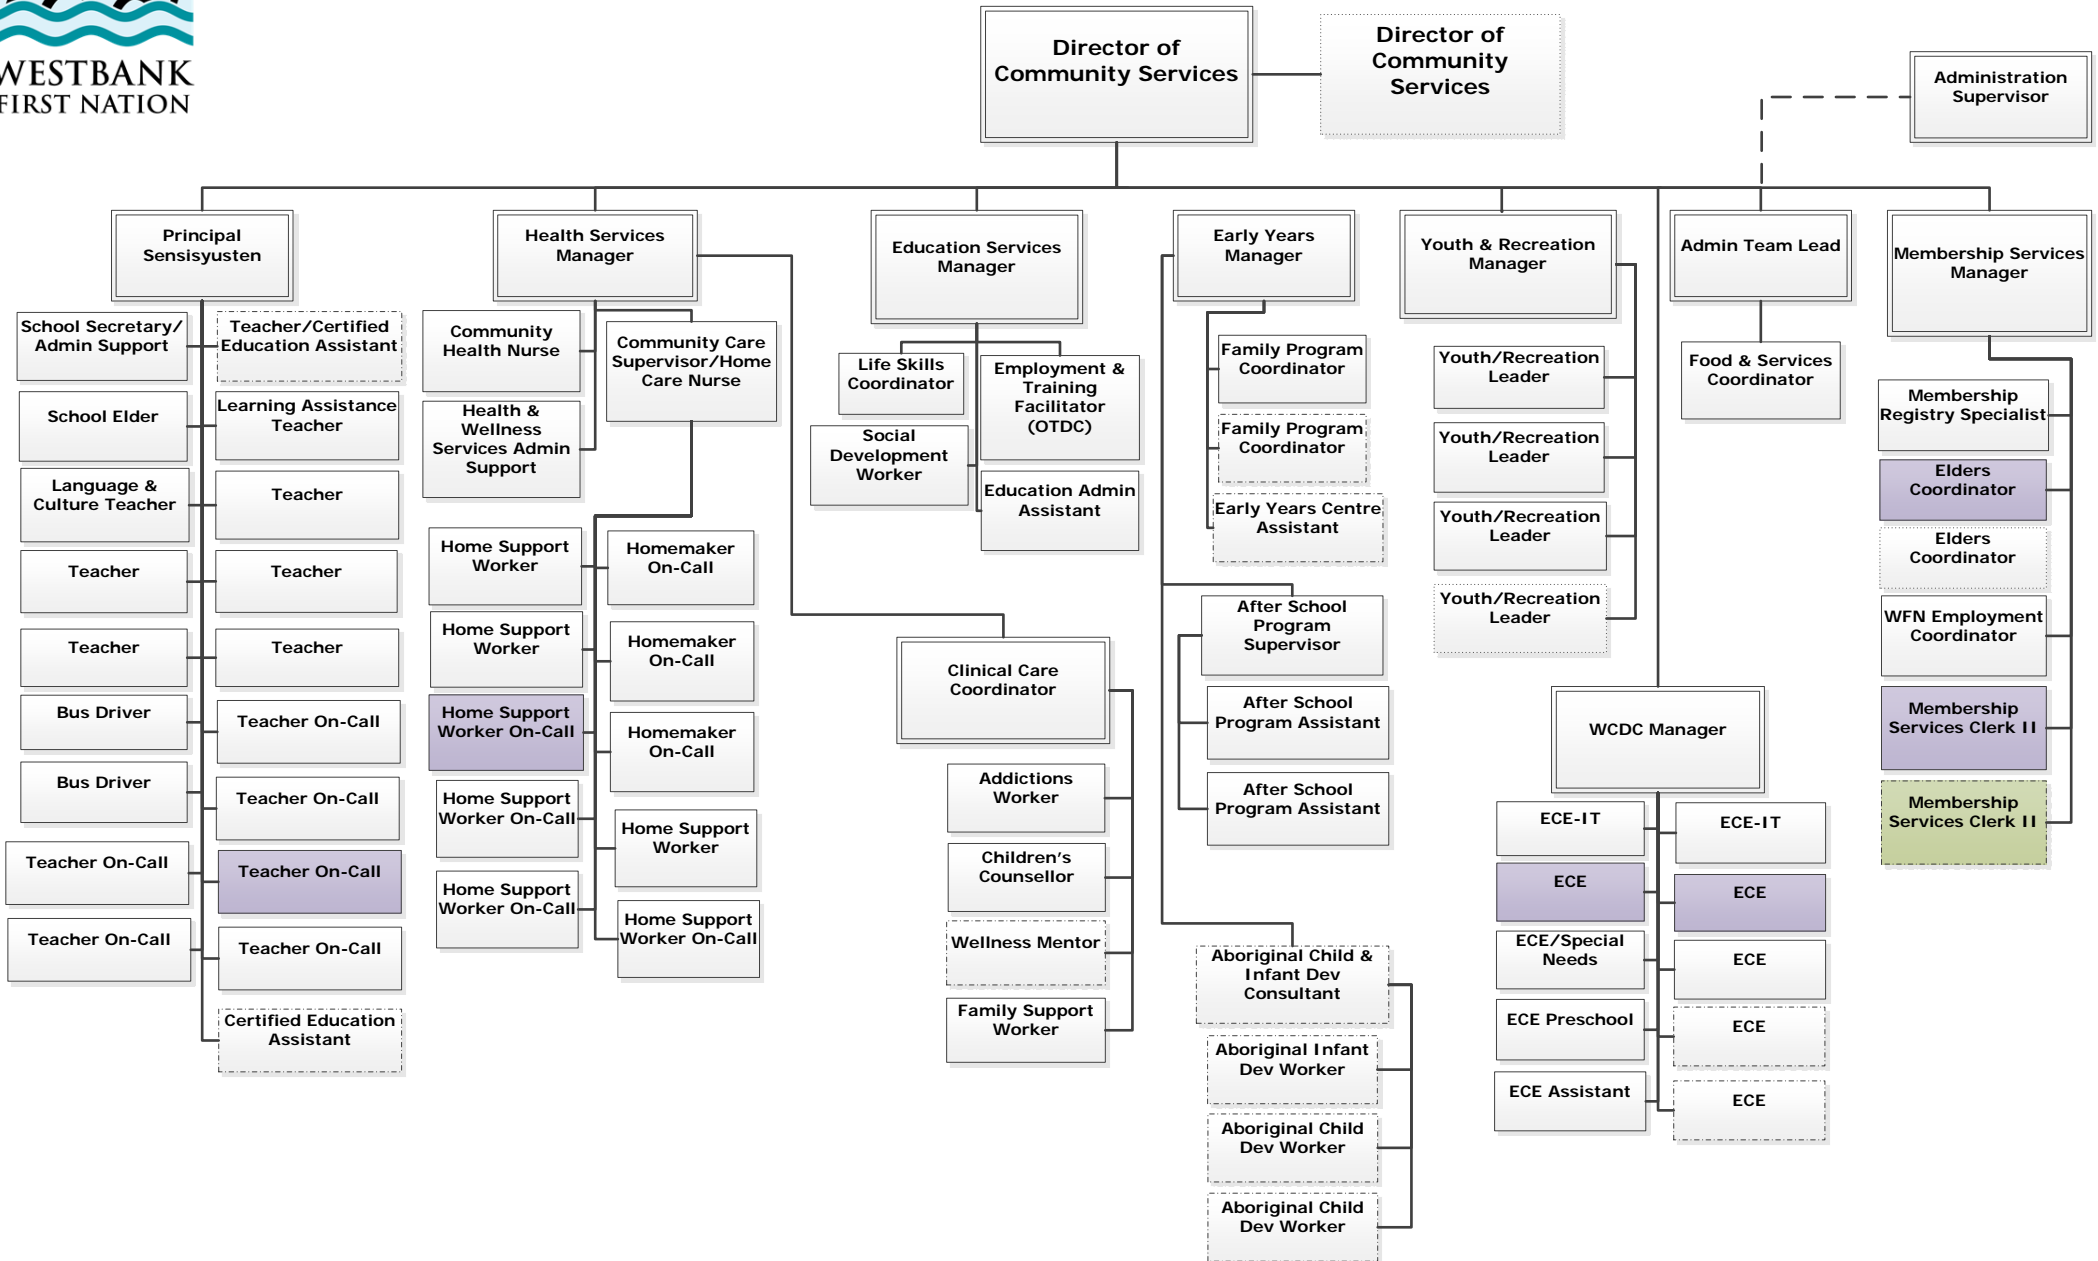 WESTBANK
FIRST NATION
Director of
Community Services
Director of
Community
Services
Administration
Supervisor
Principal
Sensisyusten
Health Services
Manager
Education Services
Manager
Early Years
Manager
Youth & Recreation
Manager
Admin Team Lead
Membership Services
Manager
School Secretary/
Admin Support
Teacher/Certified
Education Assistant
School Elder
Learning Assistance
Teacher
Language &
Culture Teacher
Teacher
Teacher
Teacher
Teacher
Teacher
Bus Driver
Teacher On-Call
Bus Driver
Teacher On-Call
Teacher On-Call
Teacher On-Call
Teacher On-Call
Teacher On-Call
Certified Education
Assistant
Community
Health Nurse
Community Care
Supervisor/Home
Care Nurse
Health &
Wellness
Services Admin
Support
Home Support
Worker
Homemaker
On-Call
Home Support
Worker
Homemaker
On-Call
Home Support
Worker On-Call
Homemaker
On-Call
Home Support
Worker On-Call
Home Support
Worker
Home Support
Worker On-Call
Home Support
Worker On-Call
Life Skills
Coordinator
Employment &
Training
Facilitator
(OTDC)
Social
Development
Worker
Education Admin
Assistant
Clinical Care
Coordinator
Addictions
Worker
Children's
Counsellor
Wellness Mentor
Family Support
Worker
Family Program
Coordinator
Family Program
Coordinator
Early Years Centre
Assistant
After School
Program
Supervisor
After School
Program Assistant
After School
Program Assistant
Aboriginal Child &
Infant Dev
Consultant
Aboriginal Infant
Dev Worker
Aboriginal Child
Dev Worker
Aboriginal Child
Dev Worker
Youth/Recreation
Leader
Youth/Recreation
Leader
Youth/Recreation
Leader
Youth/Recreation
Leader
WCDC Manager
ECE-IT
ECE-IT
ECE
ECE
ECE/Special
Needs
ECE
ECE Preschool
ECE
ECE Assistant
ECE
Food & Services
Coordinator
Membership
Registry Specialist
Elders
Coordinator
Elders
Coordinator
WFN Employment
Coordinator
Membership
Services Clerk II
Membership
Services Clerk II